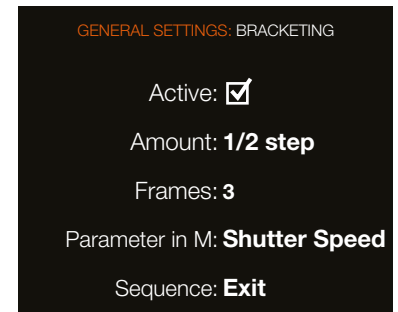 GENERAL SETTINGS: BRACKETING
Active:
Amount: 1/2 step
Frames: 3
Parameter in M: Shutter Speed
Sequence: Exit